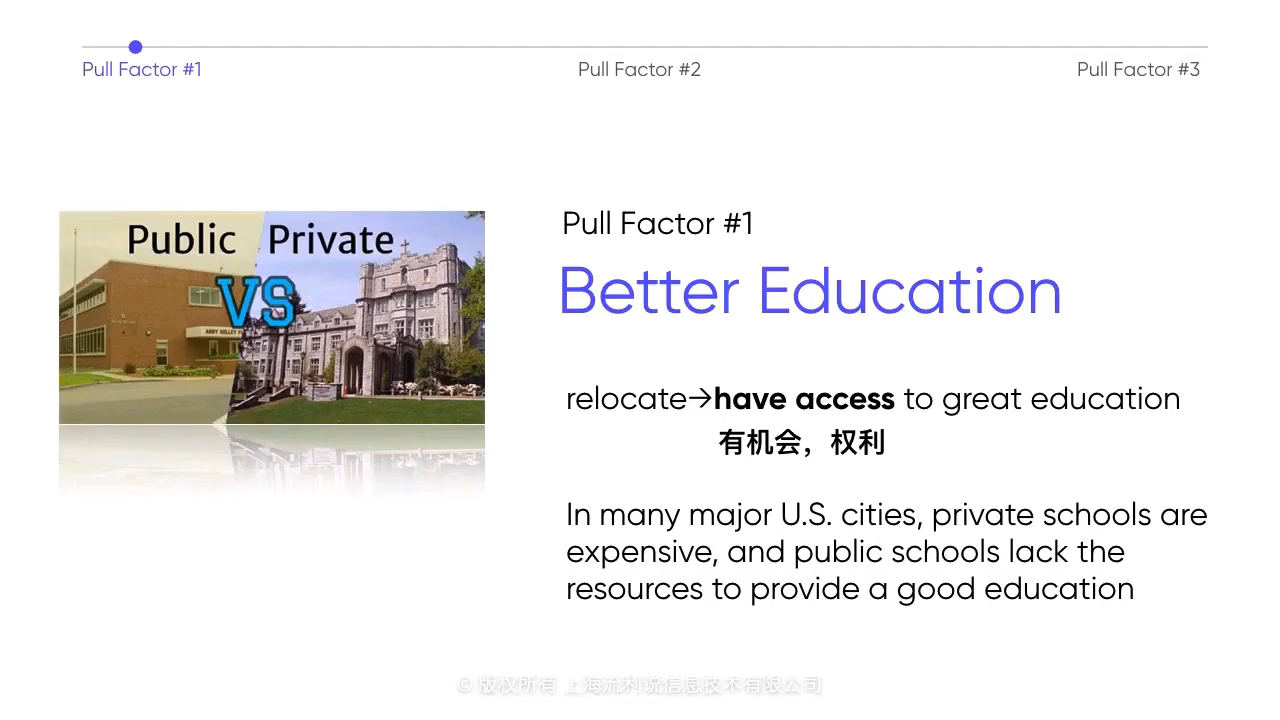 Pull Factor #1
Pull Factor #2
Pull Factor #3
Public
Private
VS
ABBY KELLEY
Pull Factor #1
Better Education
relocate→have access to great education
有机会，权利
In many major U.S. cities, private schools are
expensive, and public schools lack the
resources to provide a good education
© 版权所有 上海流利说信息技术有限公司